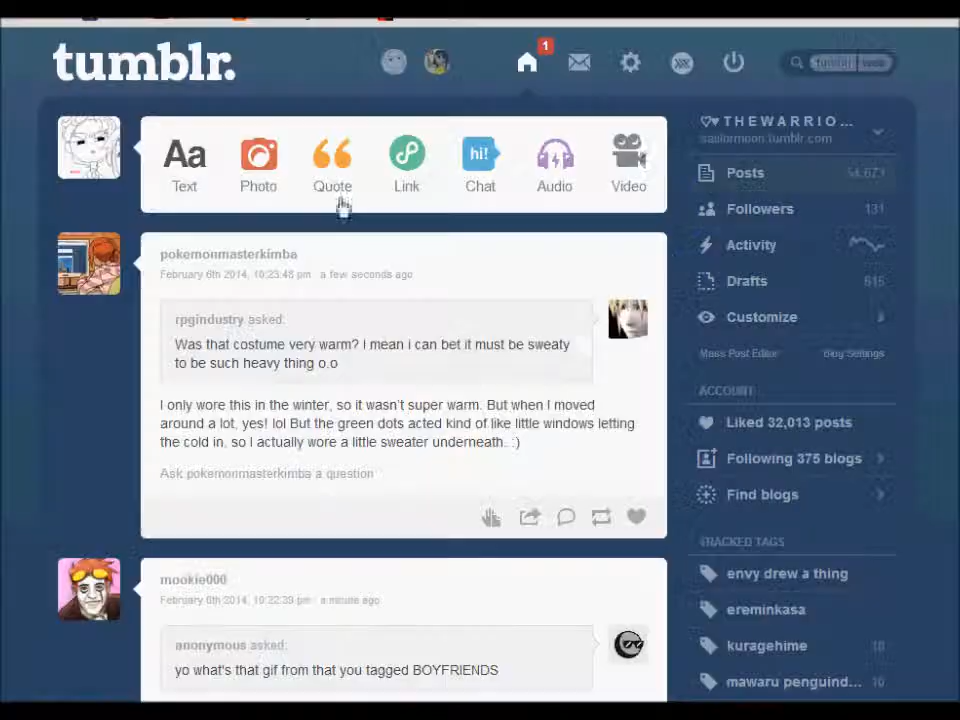 tumblr.
1
Aa
hi!
Text
Photo
Quote
Link
Chat
Audio
Video
pokemonmasterkimba
February 6th 2014, 10:23:48 pm · a few seconds ago
rpgindustry asked:
Was that costume very warm? I mean i can bet it must be sweaty
to be such heavy thing o.o
I only wore this in the winter, so it wasn't super warm. But when I moved
around a lot, yes! lol But the green dots acted kind of like little windows letting
the cold in, so I actually wore a little sweater underneath. :)
Ask pokemonmasterkimba a question
mookie000
February 6th 2014, 10:22:39 pm · a minute ago
anonymous asked:
yo what's that gif from that you tagged BOYFRIENDS
♡♥ T H E W A R R I O ...
sailormoon.tumblr.com
Posts
Followers 131
Activity
Drafts 615
Customize
Mass Post Editor
Blog Settings
ACCOUNT
Liked 32,013 posts
Following 375 blogs
Find blogs
TRACKED TAGS
envy drew a thing
ereminkasa
kuragehime 10
mawaru penguind... 10